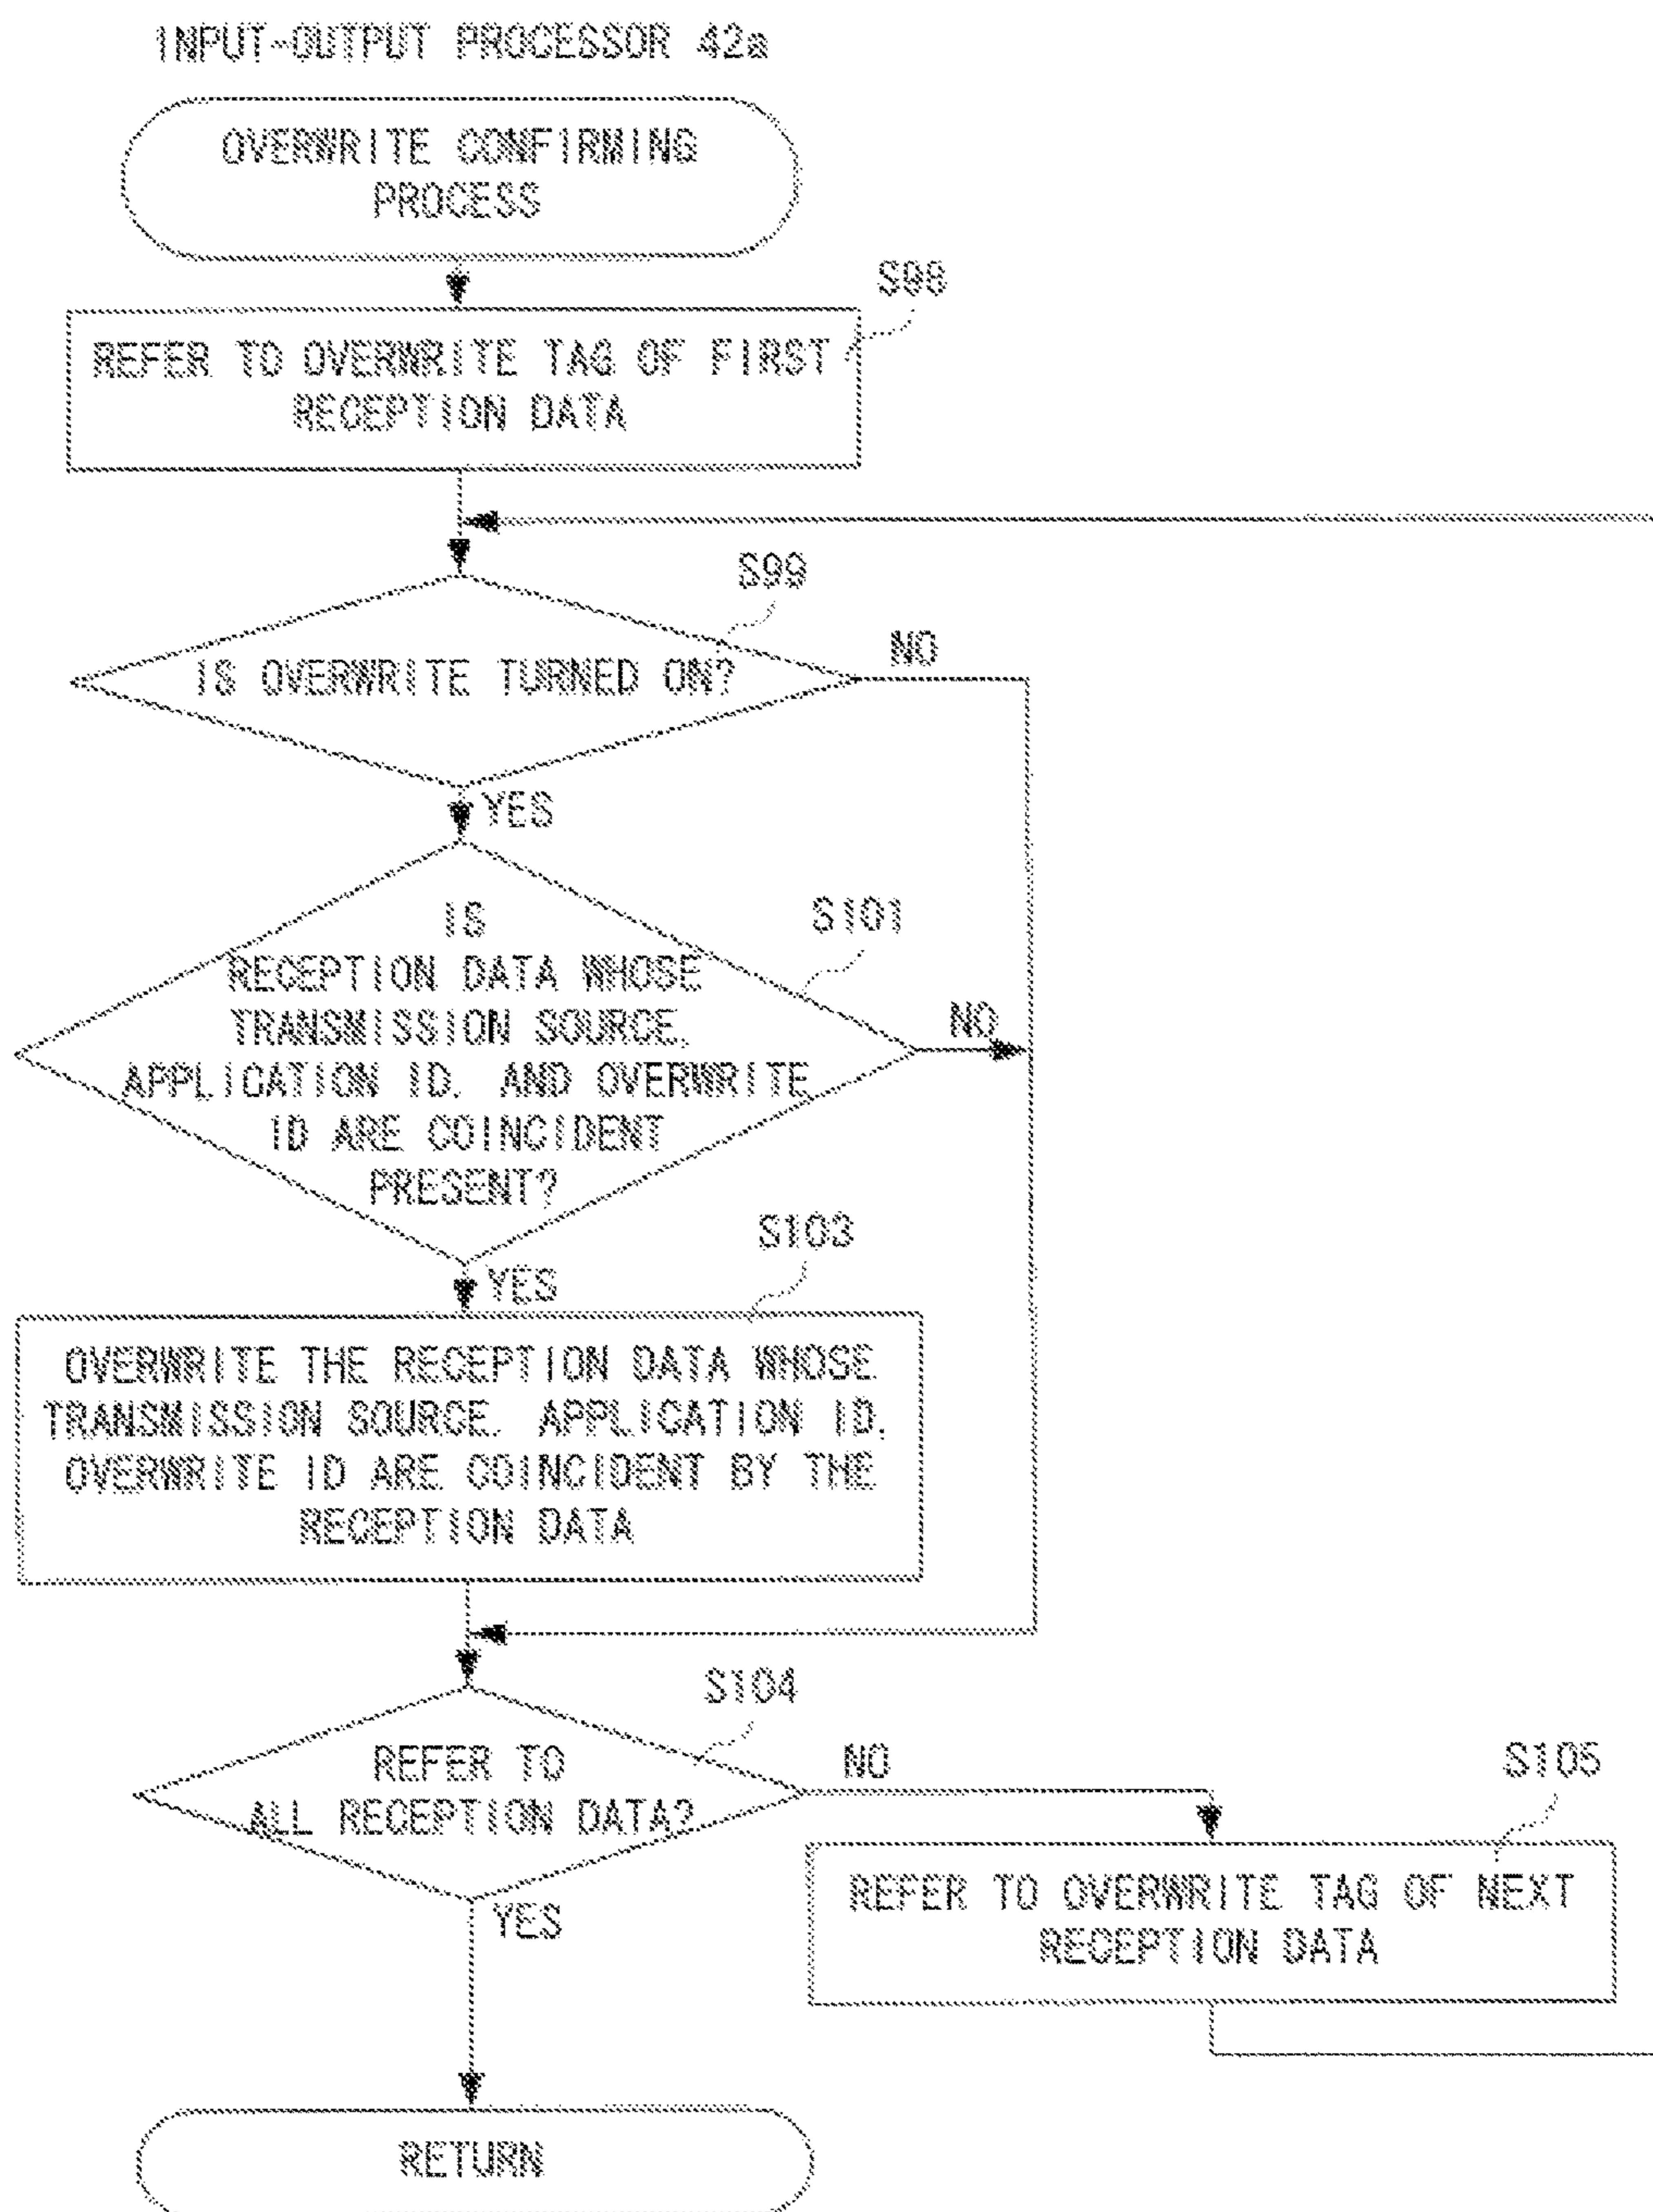 INPUT-OUTPUT PROCESSOR 42a
OVERWRITE CONFIRMING
PROCESS
S98
REFER TO OVERWRITE TAG OF FIRST
RECEPTION DATA
S99
IS OVERWRITE TURNED ON?
NO
YES
S101
IS
RECEPTION DATA WHOSE
TRANSMISSION SOURCE,
APPLICATION ID, AND OVERWRITE
ID ARE COINCIDENT
PRESENT?
NO
YES
S103
OVERWRITE THE RECEPTION DATA WHOSE
TRANSMISSION SOURCE, APPLICATION ID,
OVERWRITE ID ARE COINCIDENT BY THE
RECEPTION DATA
S104
REFER TO
ALL RECEPTION DATA?
NO
YES
S105
REFER TO OVERWRITE TAG OF NEXT
RECEPTION DATA
RETURN